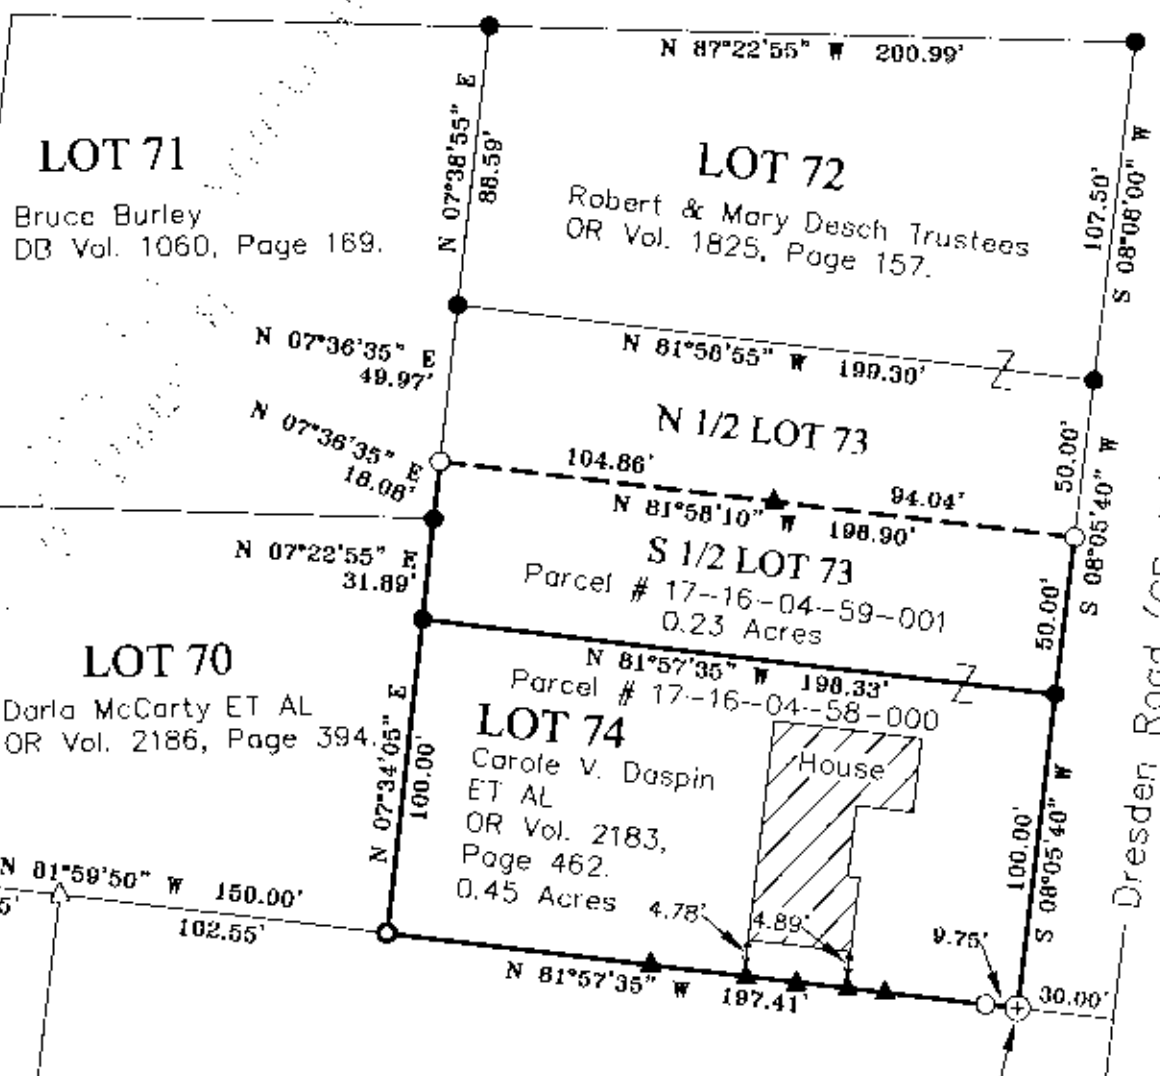 N 87°22'55" W 200.99'
N 07°38'55" E
88.59'
LOT 71
Bruce Burley
DB Vol. 1060, Page 169.
LOT 72
Robert & Mary Desch Trustees
OR Vol. 1825, Page 157.
107.50'
S 08°08'00" W
N 07°36'35" E
49.97'
N 81°58'55" W 199.30'
N 07°36'35" E
18.08'
N 1/2 LOT 73
104.86'
94.04'
N 81°58'10" W 198.90'
50.00'
S 08°05'40" W
N 07°22'55" E
31.89'
S 1/2 LOT 73
Parcel # 17-16-04-59-001
0.23 Acres
50.00'
N 81°57'35" W 198.33'
Parcel # 17-16-04-58-000
LOT 70
Darla McCarty ET AL
OR Vol. 2186, Page 394.
N 07°34'05" E
100.00'
LOT 74
Carole V. Daspin
ET AL
OR Vol. 2183,
Page 462.
0.45 Acres
House
100.00'
S 08°05'40" W
Dresden Road
N 81°59'50" W 150.00'
5'
102.55'
4.78'
4.89'
9.75'
N 81°57'35" W 197.41'
30.00'